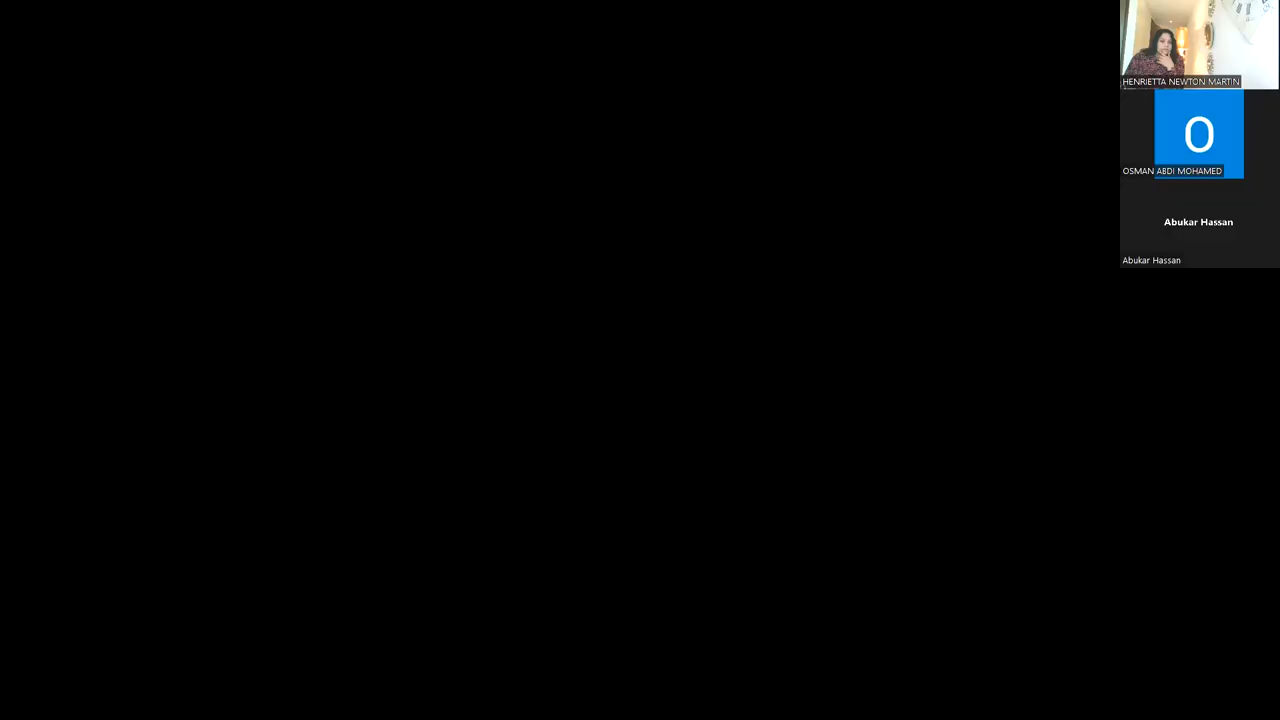 HENRIETTA NEWTON MARTIN
O
OSMAN ABDI MOHAMED
Abukar Hassan
Abukar Hassan